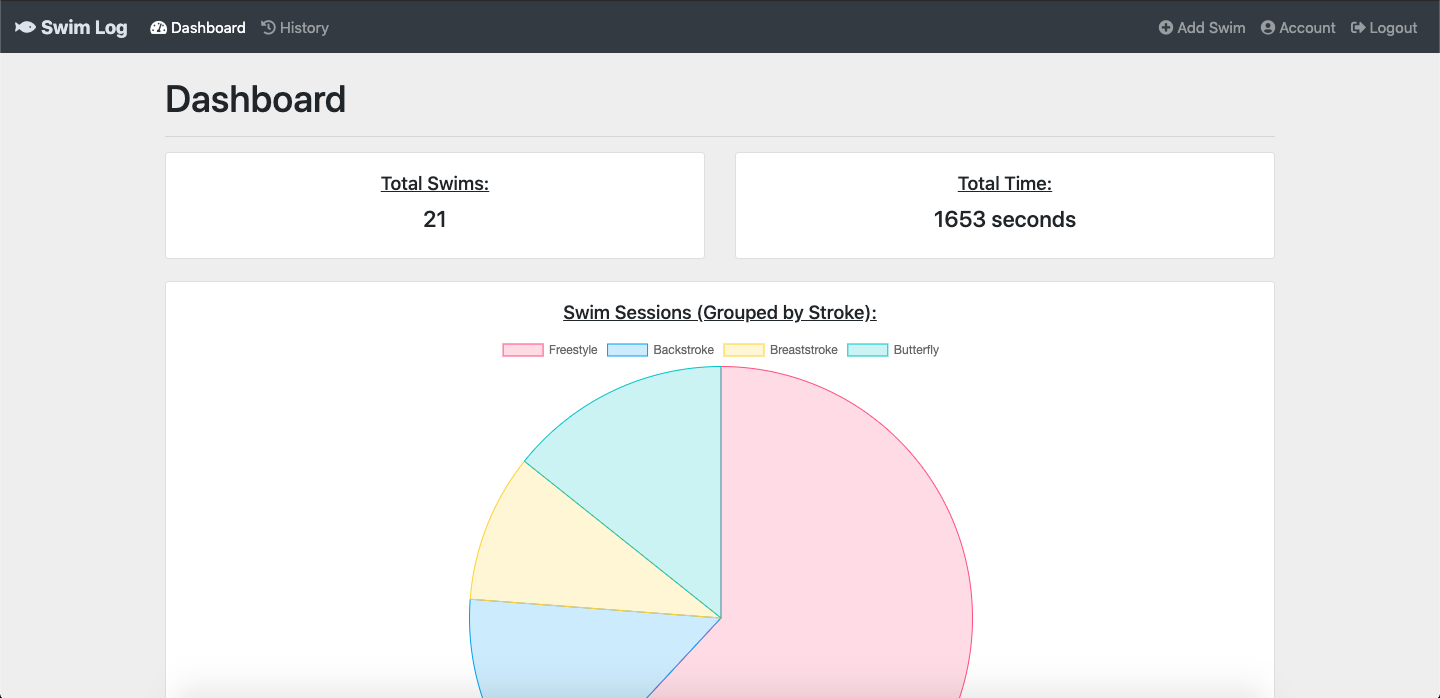 Swim Log Dashboard History Add Swim Account Logout
Dashboard
Total Swims:
21
Total Time:
1653 seconds
Swim Sessions (Grouped by Stroke):
Freestyle Backstroke Breaststroke Butterfly